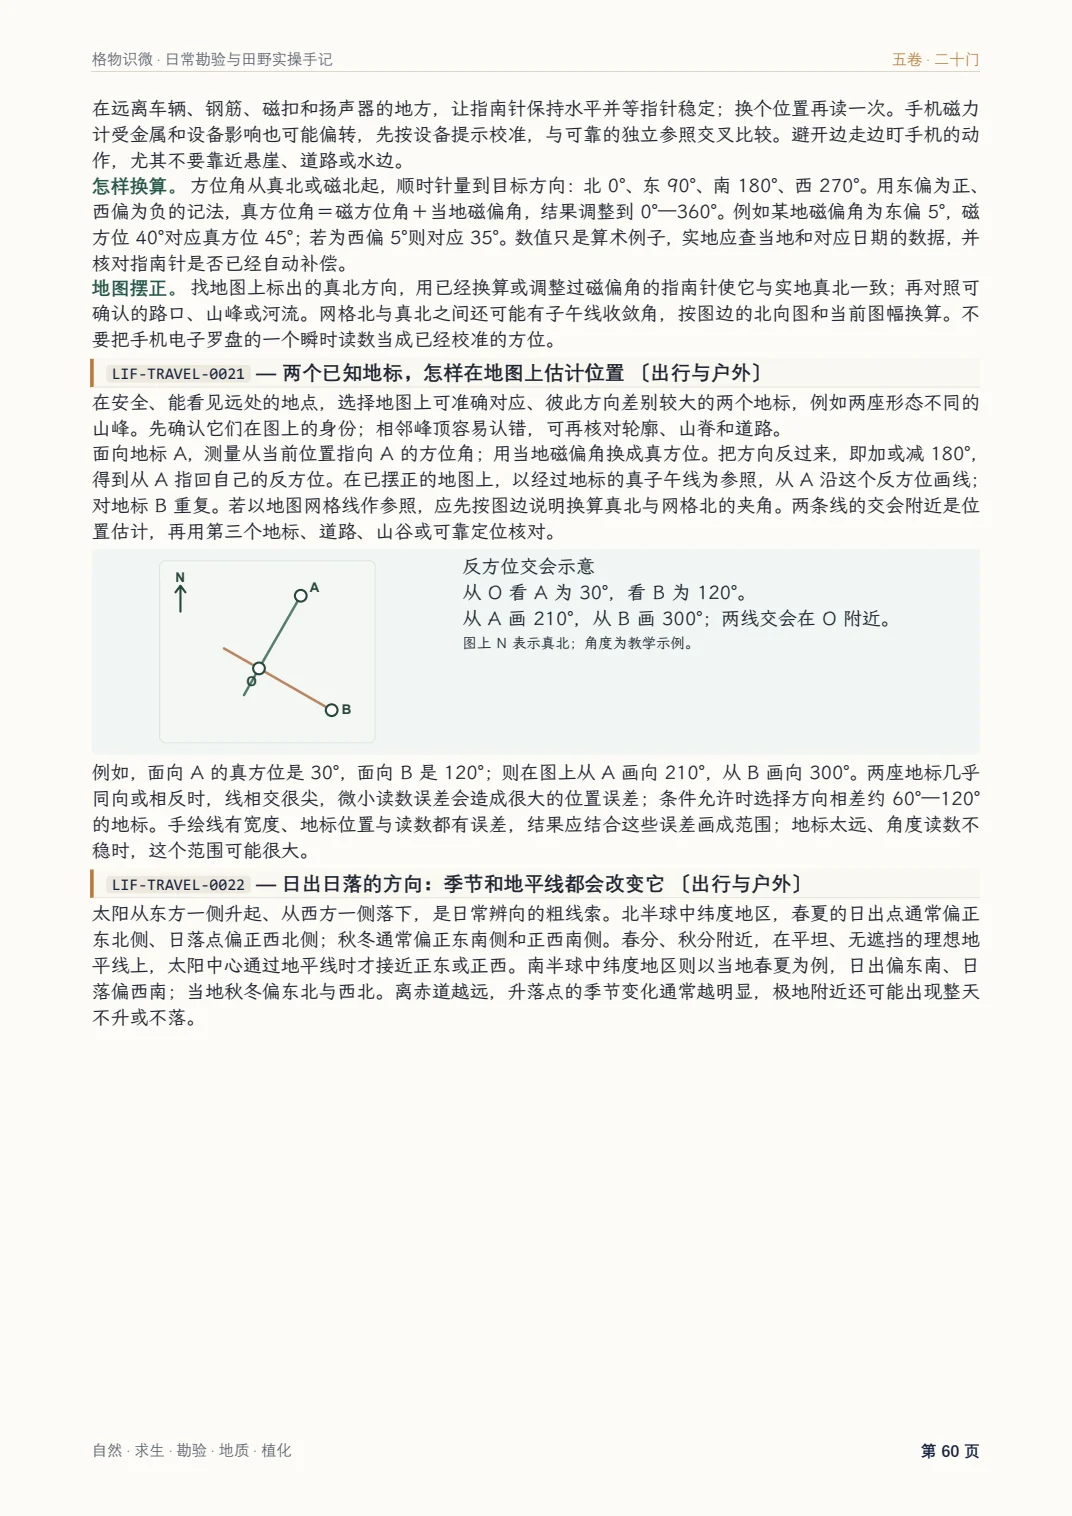 格物识微 · 日常勘验与田野实操手记
五卷 · 二十门
在远离车辆、钢筋、磁扣和扬声器的地方，让指南针保持水平并等指针稳定；换个位置再读一次。手机磁力
计受金属和设备影响也可能偏转，先按设备提示校准，与可靠的独立参照交叉比较。避开边走边盯手机的动
作，尤其不要靠近悬崖、道路或水边。
怎样换算。 方位角从真北或磁北起，顺时针量到目标方向：北 0°、东 90°、南 180°、西 270°。用东偏为正、
西偏为负的记法，真方位角＝磁方位角＋当地磁偏角，结果调整到 0°—360°。例如某地磁偏角为东偏 5°，磁
方位 40°对应真方位 45°；若为西偏 5°则对应 35°。数值只是算术例子，实地应查当地和对应日期的数据，并
核对指南针是否已经自动补偿。
地图摆正。 找地图上标出的真北方向，用已经换算或调整过磁偏角的指南针使它与实地真北一致；再对照可
确认的路口、山峰或河流。网格北与真北之间还可能有子午线收敛角，按图边的北向图和当前图幅换算。不
要把手机电子罗盘的一个瞬时读数当成已经校准的方位。
LIF-TRAVEL-0021 — 两个已知地标，怎样在地图上估计位置 〔出行与户外〕
在安全、能看见远处的地点，选择地图上可准确对应、彼此方向差别较大的两个地标，例如两座形态不同的
山峰。先确认它们在图上的身份；相邻峰顶容易认错，可再核对轮廓、山脊和道路。
面向地标 A，测量从当前位置指向 A 的方位角；用当地磁偏角换成真方位。把方向反过来，即加或减 180°，
得到从 A 指回自己的反方位。在已摆正的地图上，以经过地标的真子午线为参照，从 A 沿这个反方位画线；
对地标 B 重复。若以地图网格线作参照，应先按图边说明换算真北与网格北的夹角。两条线的交会附近是位
置估计，再用第三个地标、道路、山谷或可靠定位核对。
N
A
O
B
反方位交会示意
从 O 看 A 为 30°，看 B 为 120°。
从 A 画 210°，从 B 画 300°；两线交会在 O 附近。
图上 N 表示真北；角度为教学示例。
例如，面向 A 的真方位是 30°，面向 B 是 120°；则在图上从 A 画向 210°，从 B 画向 300°。两座地标几乎
同向或相反时，线相交很尖，微小读数误差会造成很大的位置误差；条件允许时选择方向相差约 60°—120°
的地标。手绘线有宽度、地标位置与读数都有误差，结果应结合这些误差画成范围；地标太远、角度读数不
稳时，这个范围可能很大。
LIF-TRAVEL-0022 — 日出日落的方向：季节和地平线都会改变它 〔出行与户外〕
太阳从东方一侧升起、从西方一侧落下，是日常辨向的粗线索。北半球中纬度地区，春夏的日出点通常偏正
东北侧、日落点偏正西北侧；秋冬通常偏正东南侧和正西南侧。春分、秋分附近，在平坦、无遮挡的理想地
平线上，太阳中心通过地平线时才接近正东或正西。南半球中纬度地区则以当地春夏为例，日出偏东南、日
落偏西南；当地秋冬偏东北与西北。离赤道越远，升落点的季节变化通常越明显，极地附近还可能出现整天
不升或不落。
自然 · 求生 · 勘验 · 地质 · 植化
第 60 页